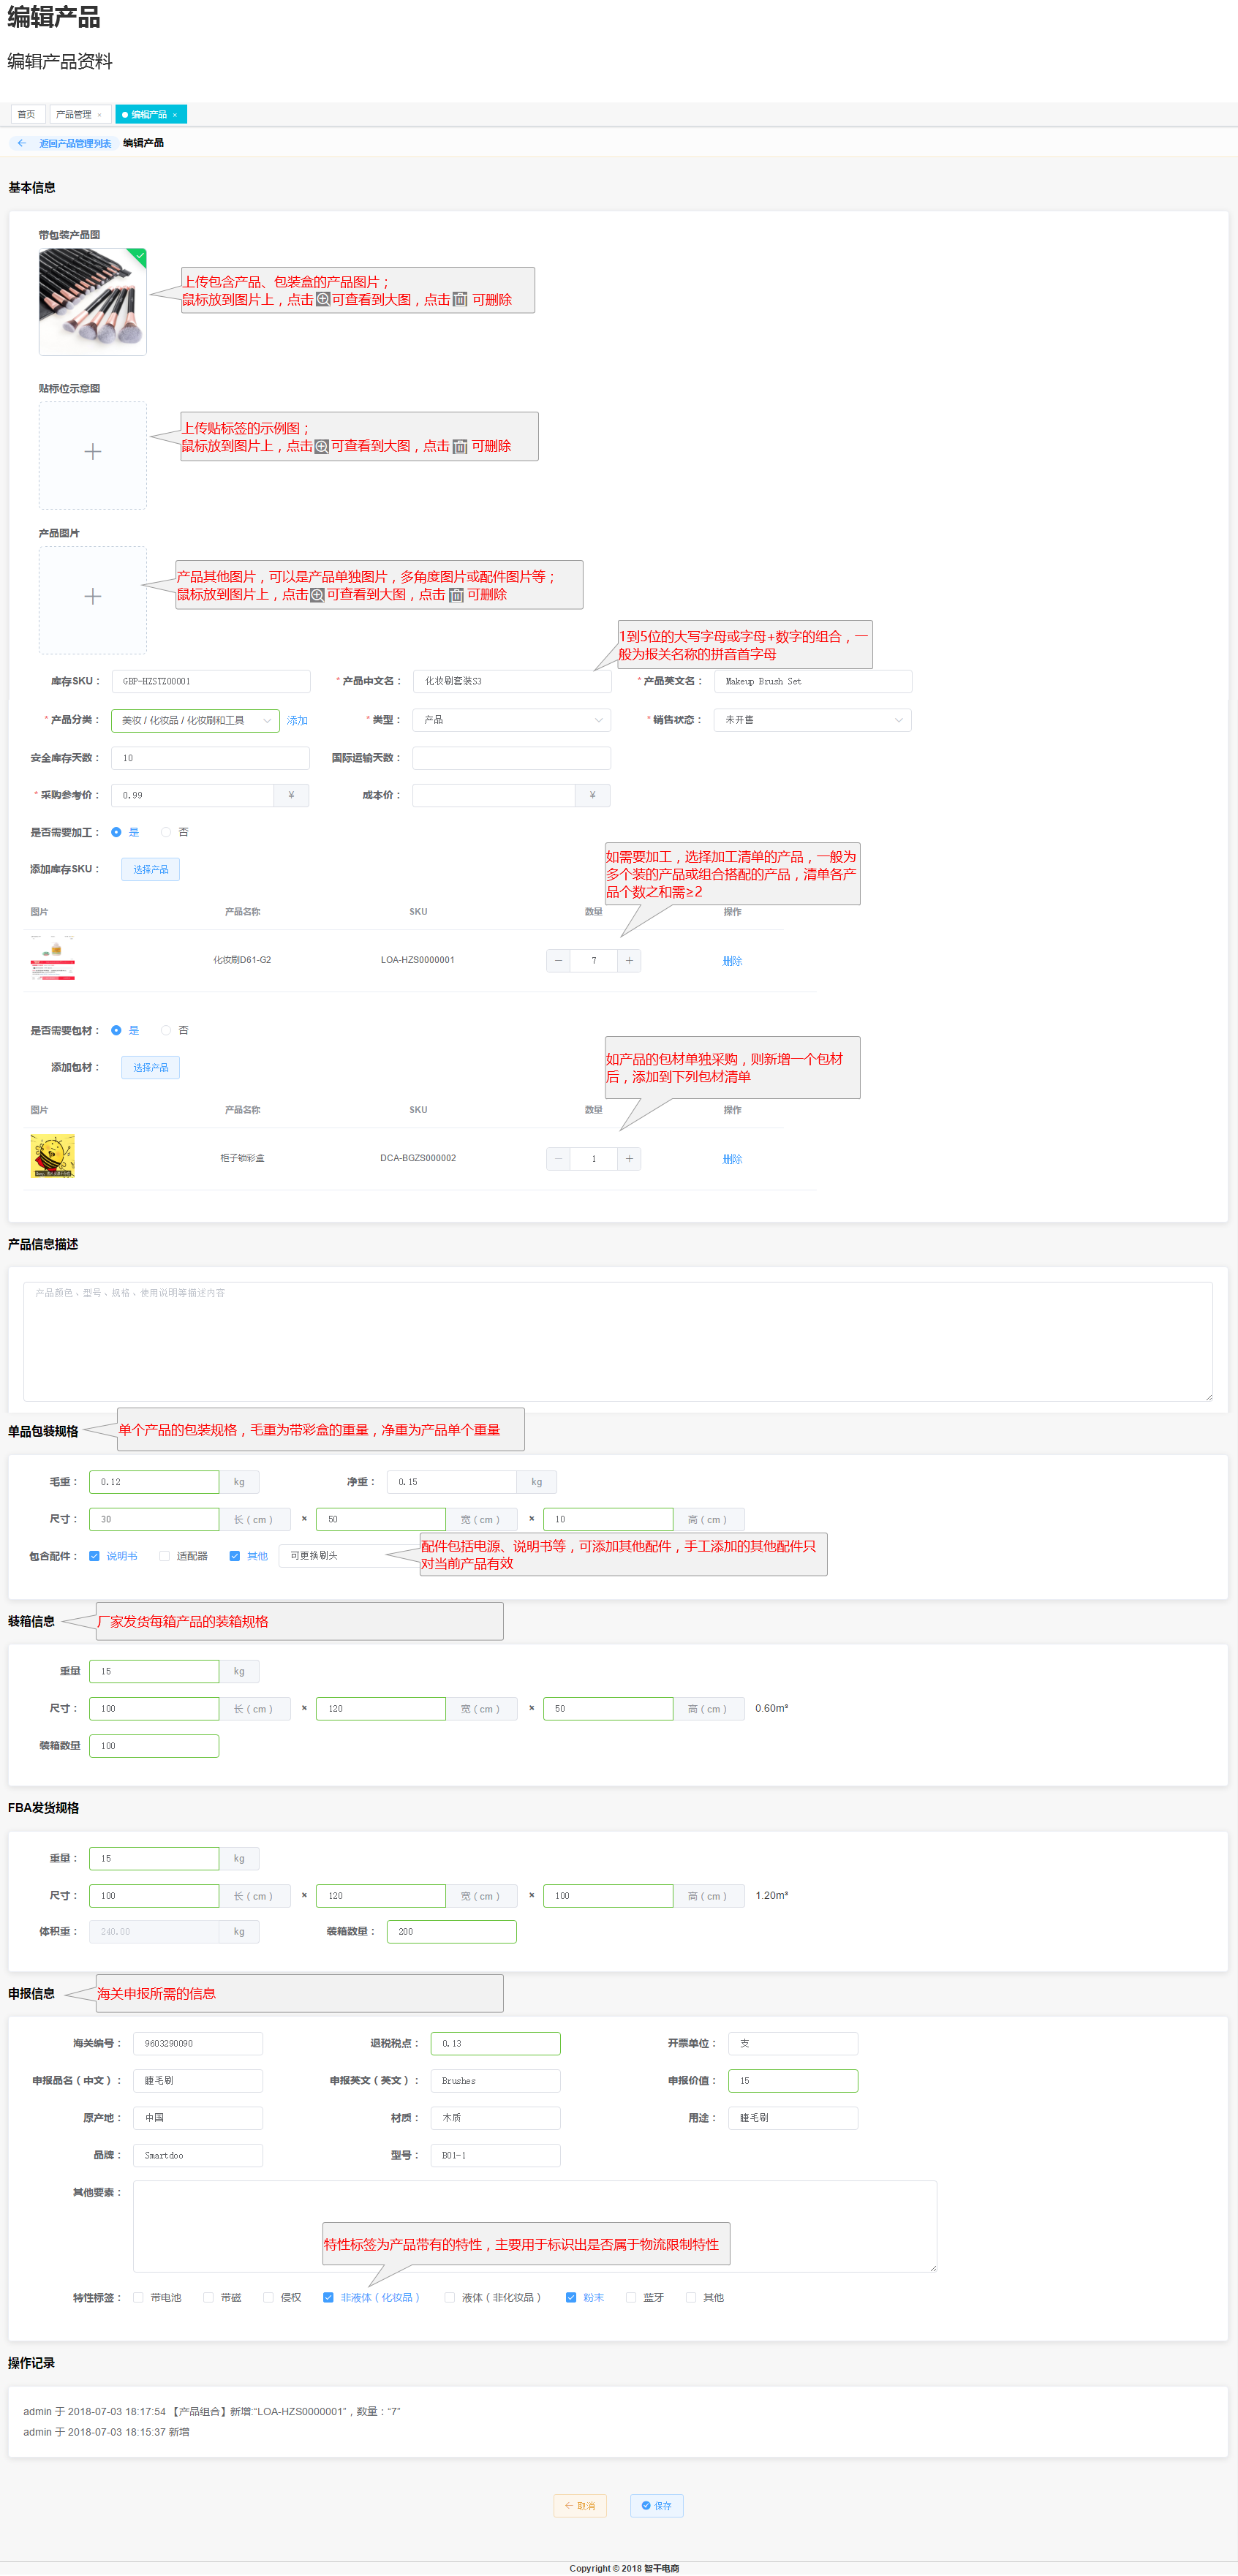 编辑产品
编辑产品资料
首页 产品管理 × 编辑产品 ×
← 返回产品管理列表 编辑产品
基本信息
带包装产品图
上传包含产品、包装盒的产品图片；
鼠标放到图片上，点击 可查看到大图，点击 可删除
贴标位示意图
上传贴标签的示例图；
鼠标放到图片上，点击 可查看到大图，点击 可删除
产品图片
产品其他图片，可以是产品单独图片，多角度图片或配件图片等；
鼠标放到图片上，点击 可查看到大图，点击 可删除
1到5位的大写字母或字母+数字的组合，一
般为报关名称的拼音首字母
库存SKU： GBP-HZSTZ00001 * 产品中文名： 化妆刷套装S3 * 产品英文名： Makeup Brush Set
* 产品分类： 美妆 / 化妆品 / 化妆刷和工具 添加 * 类型： 产品 * 销售状态： 未开售
安全库存天数： 10 国际运输天数：
* 采购参考价： 0.99 ¥ 成本价： ¥
是否需要加工： 是 否
添加库存SKU： 选择产品
如需要加工，选择加工清单的产品，一般为
多个装的产品或组合搭配的产品，清单各产
品个数之和需≥2
图片 产品名称 SKU 数量 操作
化妆刷D61-G2 LOA-HZS0000001 − 7 + 删除
是否需要包材： 是 否
添加包材： 选择产品
如产品的包材单独采购，则新增一个包材
后，添加到下列包材清单
图片 产品名称 SKU 数量 操作
柜子锁彩盒 DCA-BGZS000002 − 1 + 删除
产品信息描述
产品颜色、型号、规格、使用说明等描述内容
单品包装规格
单个产品的包装规格，毛重为带彩盒的重量，净重为产品单个重量
毛重： 0.12 kg 净重： 0.15 kg
尺寸： 30 长（cm） * 50 宽（cm） * 10 高（cm）
包含配件： 说明书 适配器 其他 可更换刷头
配件包括电源、说明书等，可添加其他配件，手工添加的其他配件只
对当前产品有效
装箱信息
厂家发货每箱产品的装箱规格
重量 15 kg
尺寸： 100 长（cm） * 120 宽（cm） * 50 高（cm） 0.60m³
装箱数量 100
FBA发货规格
重量： 15 kg
尺寸： 100 长（cm） * 120 宽（cm） * 100 高（cm） 1.20m³
体积重： 240.00 kg 装箱数量： 200
申报信息
海关申报所需的信息
海关编号： 9603290090 退税税点： 0.13 开票单位： 支
申报品名（中文）： 睫毛刷 申报英文（英文）： Brushes 申报价值： 15
原产地： 中国 材质： 木质 用途： 睫毛刷
品牌： Smartdoo 型号： B01-1
其他要素：
特性标签为产品带有的特性，主要用于标识出是否属于物流限制特性
特性标签： 带电池 带磁 侵权 非液体（化妆品） 液体（非化妆品） 粉末 蓝牙 其他
操作记录
admin 于 2018-07-03 18:17:54 【产品组合】新增:"LOA-HZS0000001"，数量："7"
admin 于 2018-07-03 18:15:37 新增
← 取消 保存
Copyright © 2018 智干电商